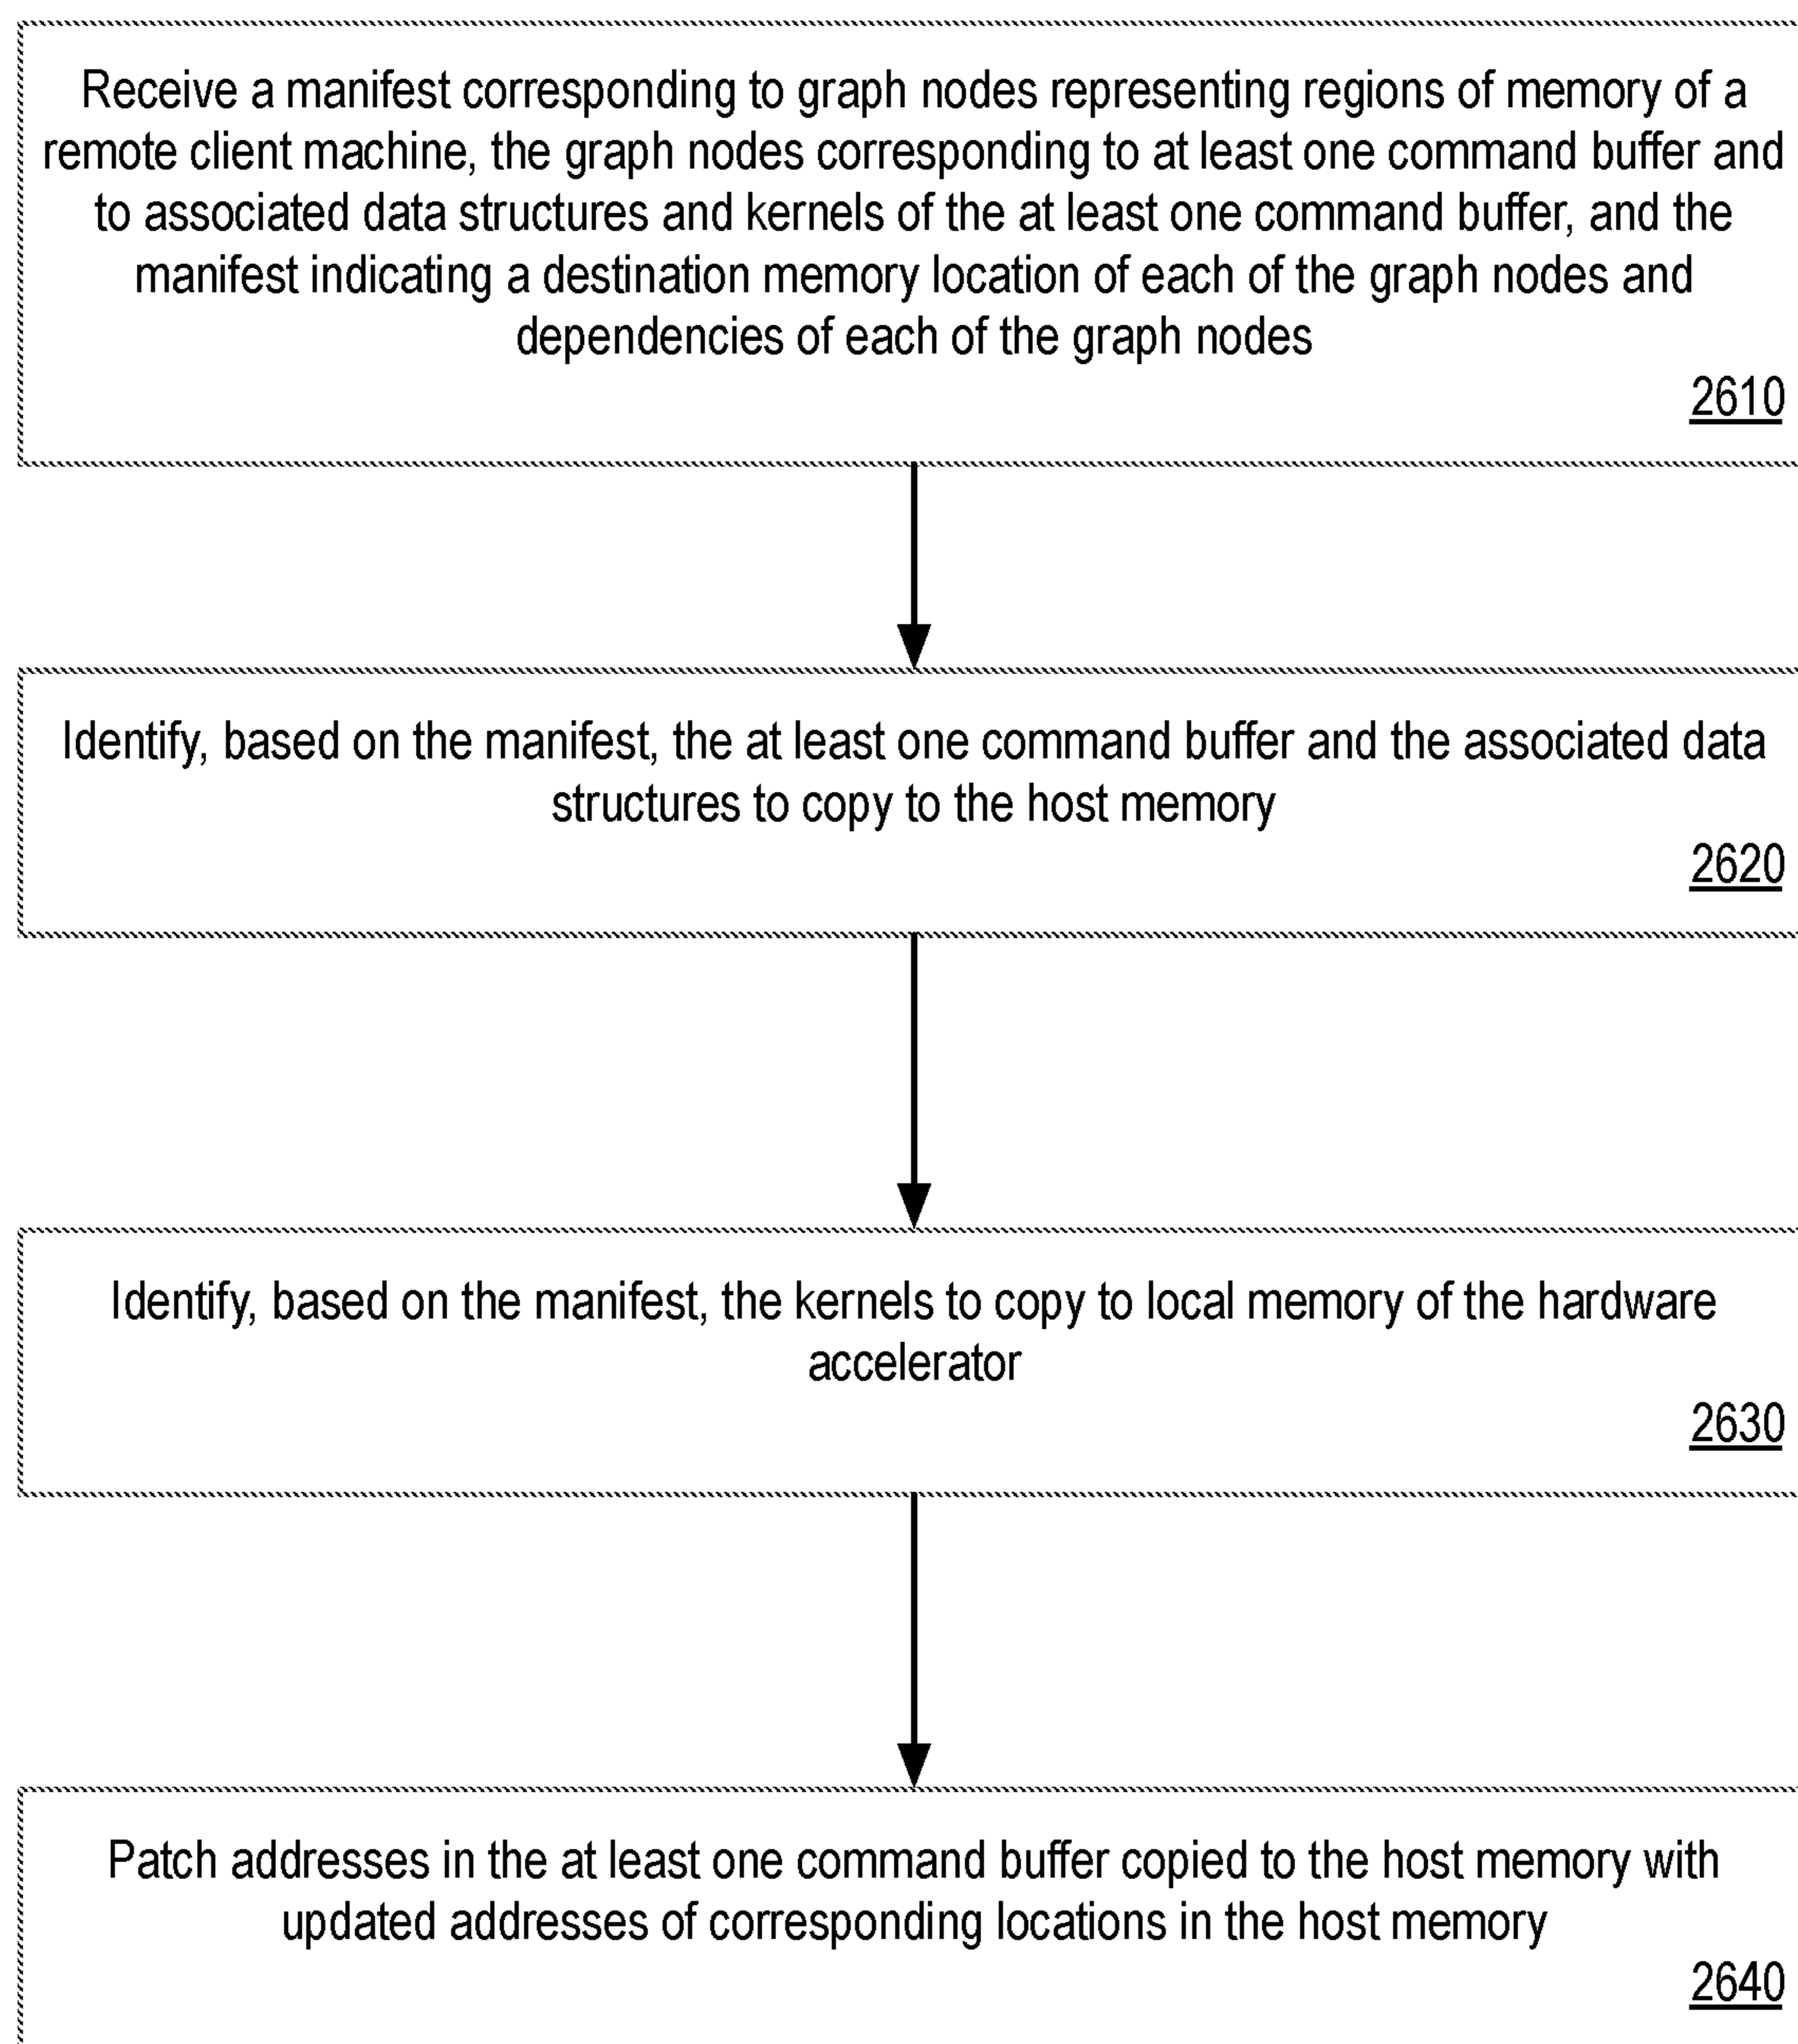 Receive a manifest corresponding to graph nodes representing regions of memory of a
remote client machine, the graph nodes corresponding to at least one command buffer and
to associated data structures and kernels of the at least one command buffer, and the
manifest indicating a destination memory location of each of the graph nodes and
dependencies of each of the graph nodes
2610
Identify, based on the manifest, the at least one command buffer and the associated data
structures to copy to the host memory
2620
Identify, based on the manifest, the kernels to copy to local memory of the hardware
accelerator
2630
Patch addresses in the at least one command buffer copied to the host memory with
updated addresses of corresponding locations in the host memory
2640